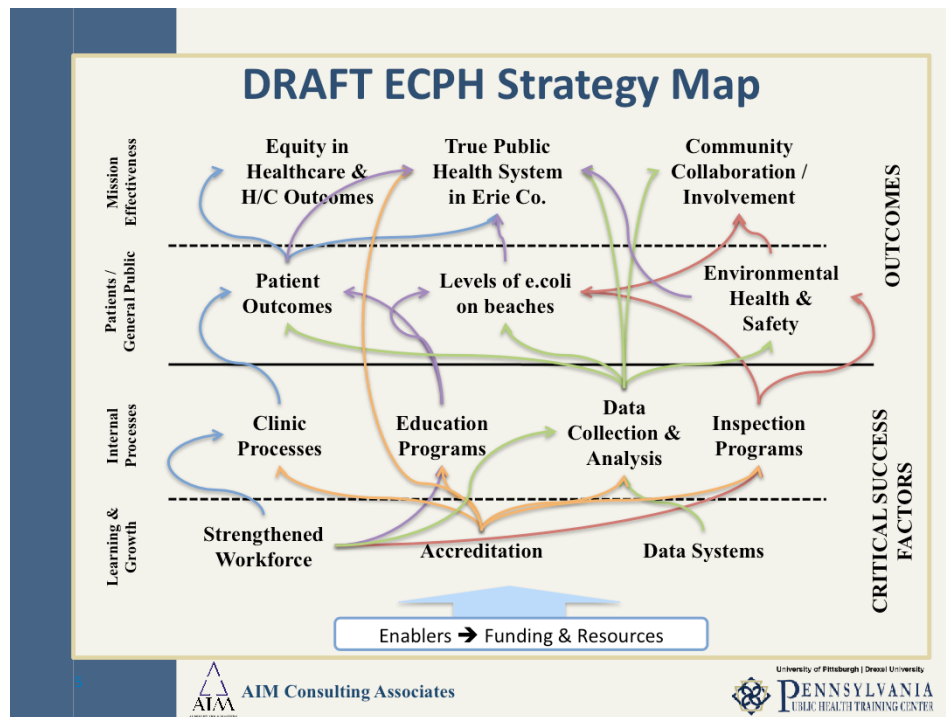 DRAFT ECPH Strategy Map
Mission
Effectiveness
Equity in
Healthcare &
H/C Outcomes
True Public
Health System
in Erie Co.
Community
Collaboration /
Involvement
OUTCOMES
Patients /
General Public
Patient
Outcomes
Levels of e.coli
on beaches
Environmental
Health &
Safety
Internal
Processes
Clinic
Processes
Education
Programs
Data
Collection &
Analysis
Inspection
Programs
CRITICAL SUCCESS
FACTORS
Learning &
Growth
Strengthened
Workforce
Accreditation
Data Systems
Enablers ➔ Funding & Resources
AIM
AIM Consulting Associates
University of Pittsburgh | Drexel University
PENNSYLVANIA
PUBLIC HEALTH TRAINING CENTER